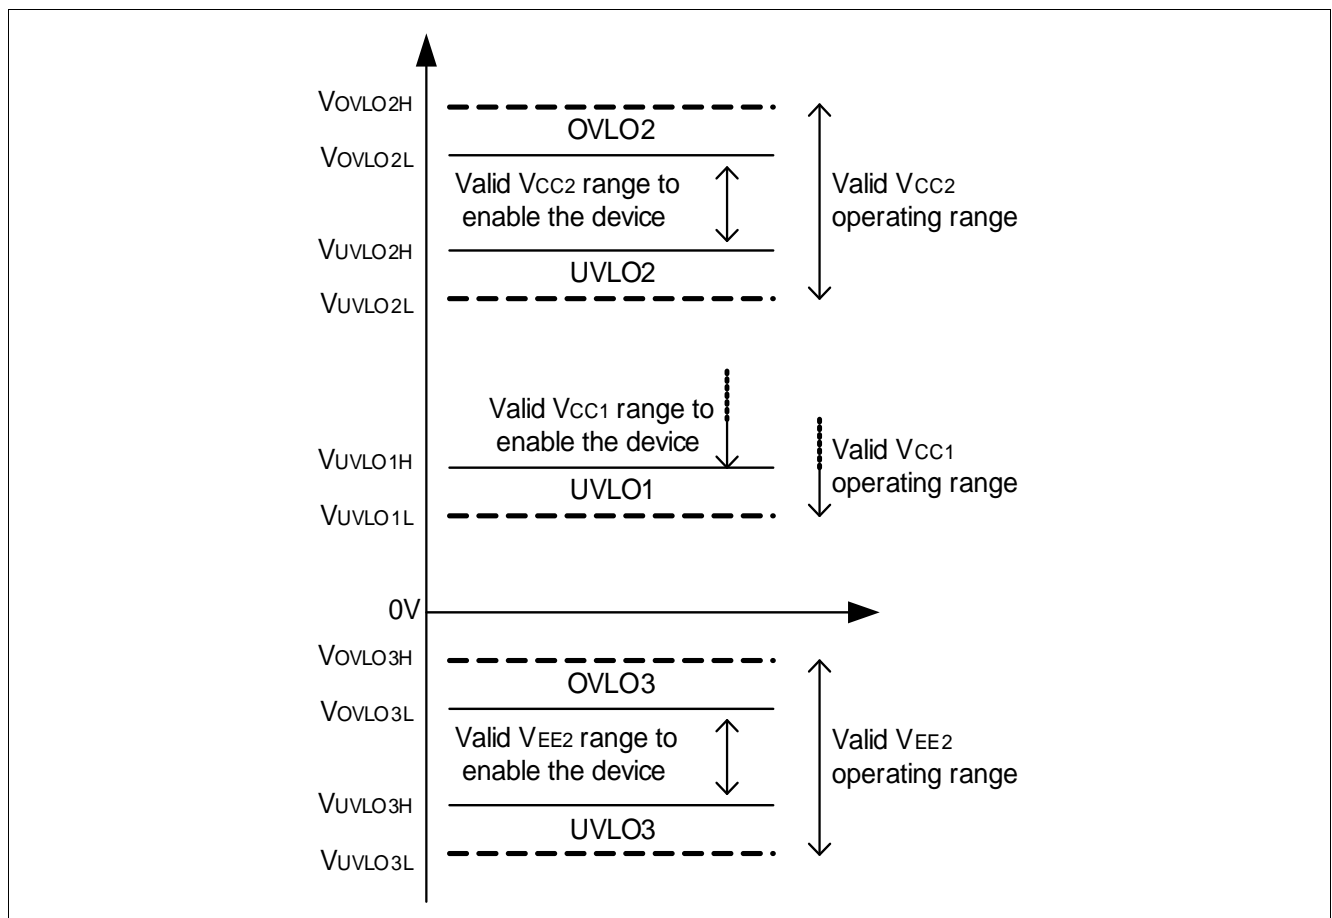 VOVLO2H
OVLO2
VOVLO2L
Valid VCC2 range to
enable the device
Valid VCC2
operating range
VUVLO2H
UVLO2
VUVLO2L
Valid VCC1 range to
enable the device
Valid VCC1
operating range
VUVLO1H
UVLO1
VUVLO1L
0V
VOVLO3H
OVLO3
VOVLO3L
Valid VEE2 range to
enable the device
Valid VEE2
operating range
VUVLO3H
UVLO3
VUVLO3L